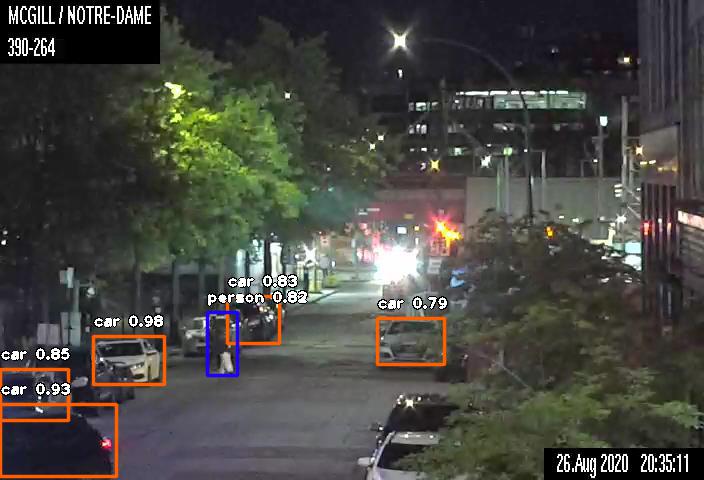 MCGILL / NOTRE-DAME
390-264
car 0.83
person 0.82
car 0.79
car 0.98
car 0.85
car 0.93
26.Aug 2020 20:35:11